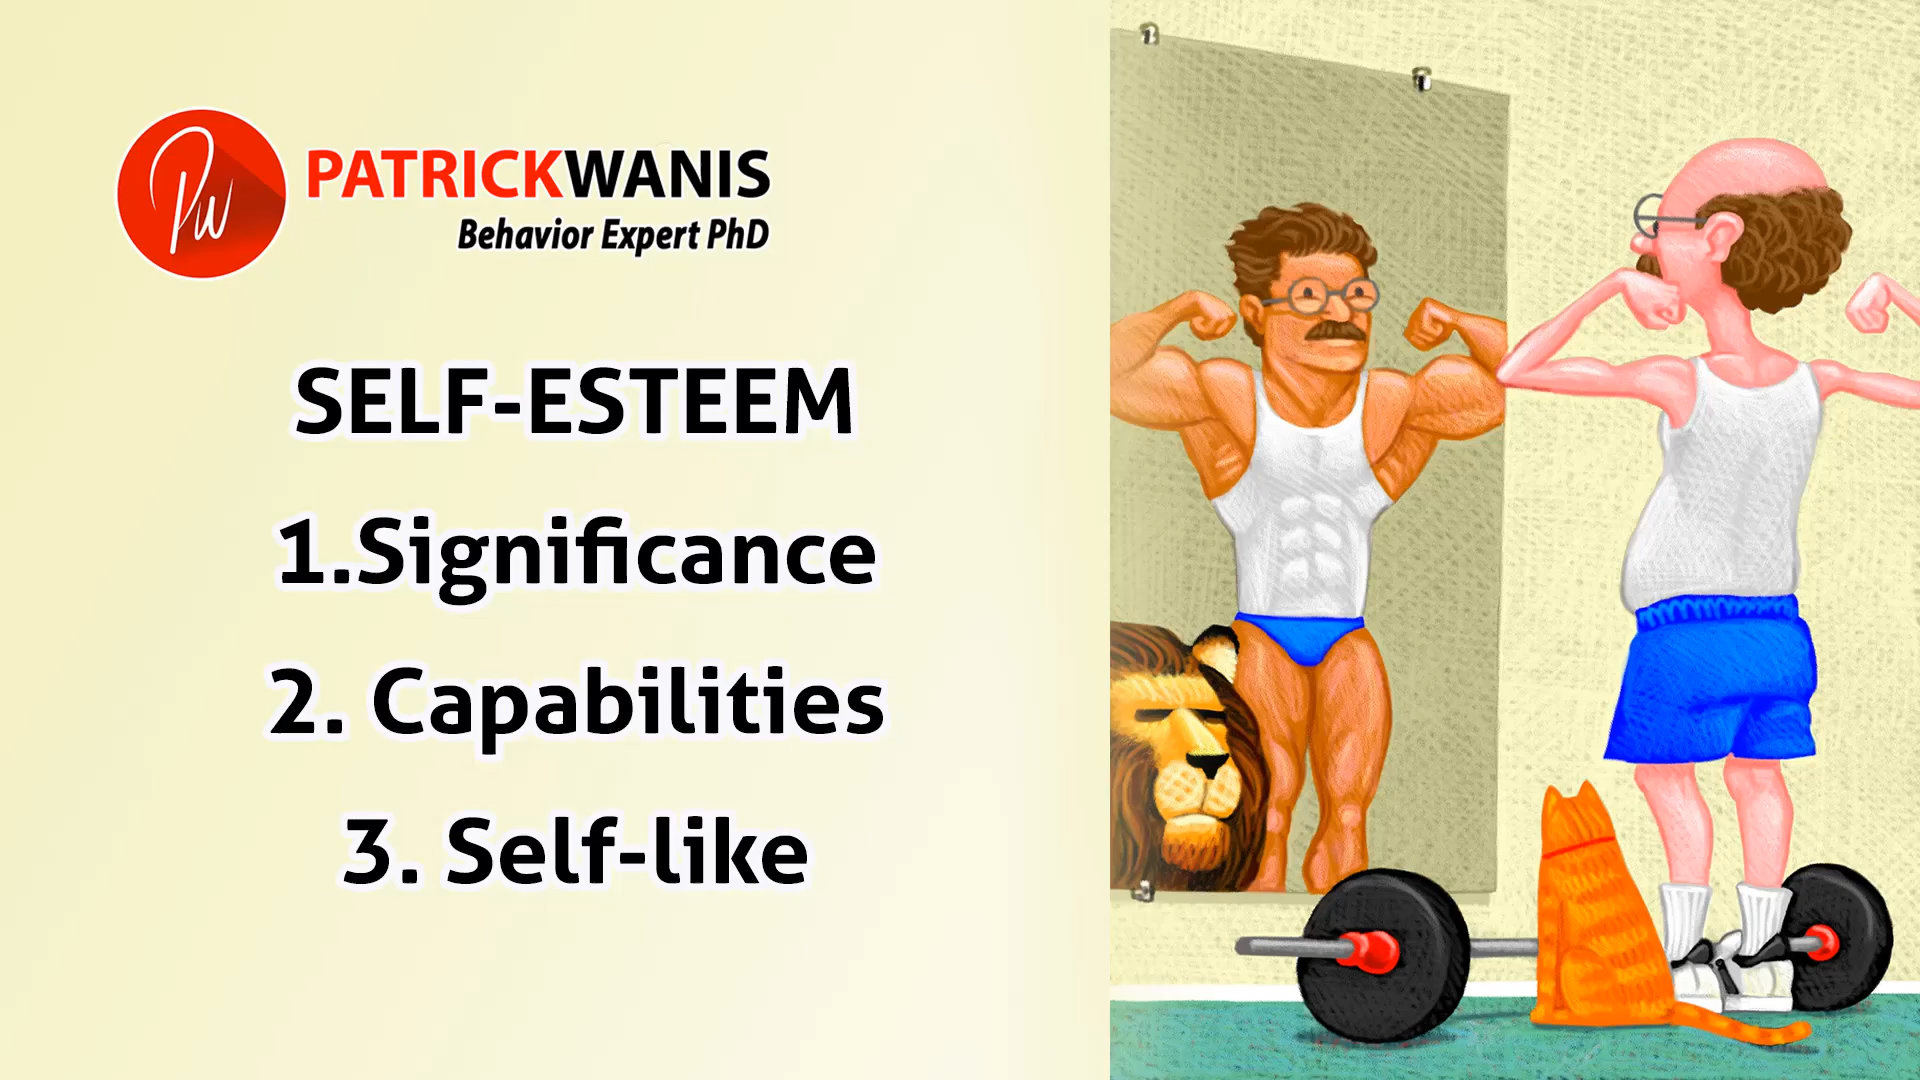 PW
PATRICKWANIS
Behavior Expert PhD
SELF-ESTEEM
1.Significance
2. Capabilities
3. Self-like